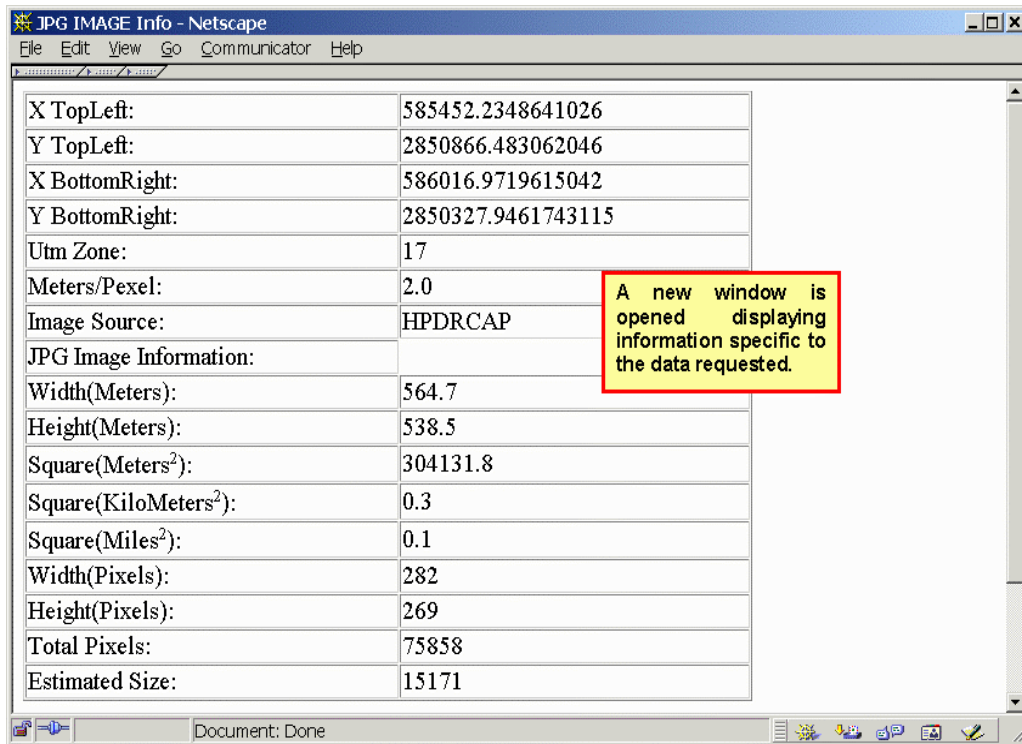 JPG IMAGE Info - Netscape
File Edit View Go Communicator Help
X TopLeft: 585452.2348641026
Y TopLeft: 2850866.483062046
X BottomRight: 586016.9719615042
Y BottomRight: 2850327.9461743115
Utm Zone: 17
Meters/Pexel: 2.0
Image Source: HPDRCAP
JPG Image Information:
A new window is
opened displaying
information specific to
the data requested.
Width(Meters): 564.7
Height(Meters): 538.5
Square(Meters²): 304131.8
Square(KiloMeters²): 0.3
Square(Miles²): 0.1
Width(Pixels): 282
Height(Pixels): 269
Total Pixels: 75858
Estimated Size: 15171
Document: Done